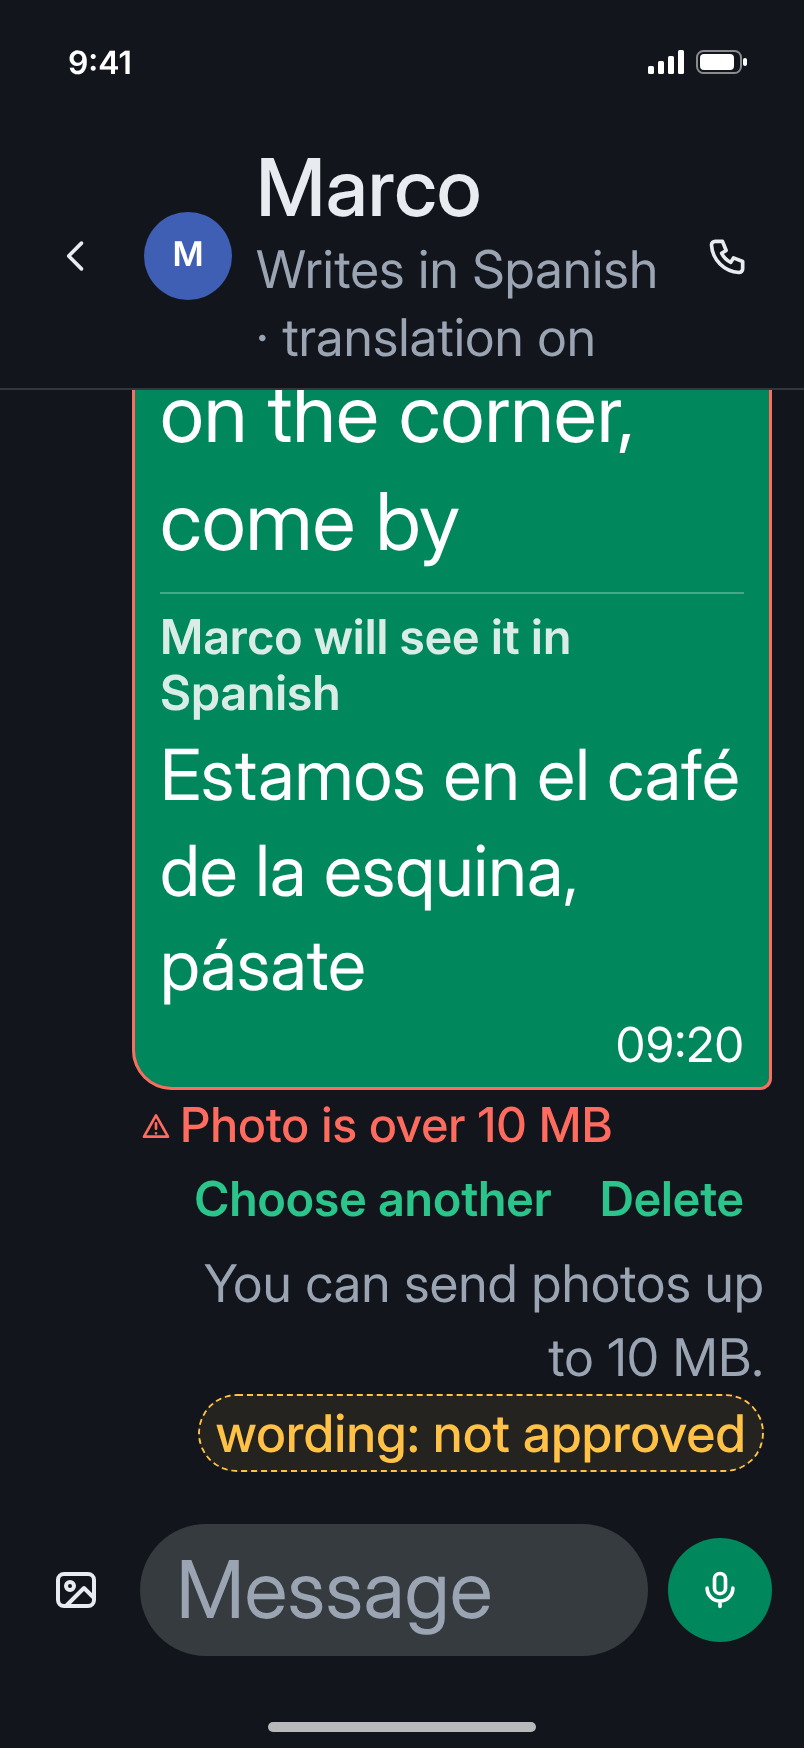 9:41
Marco
M
Writes in Spanish
· translation on
on the corner,
come by
Marco will see it in
Spanish
Estamos en el café
de la esquina,
pásate
09:20
Photo is over 10 MB
Choose another Delete
You can send photos up
to 10 MB.
wording: not approved
Message